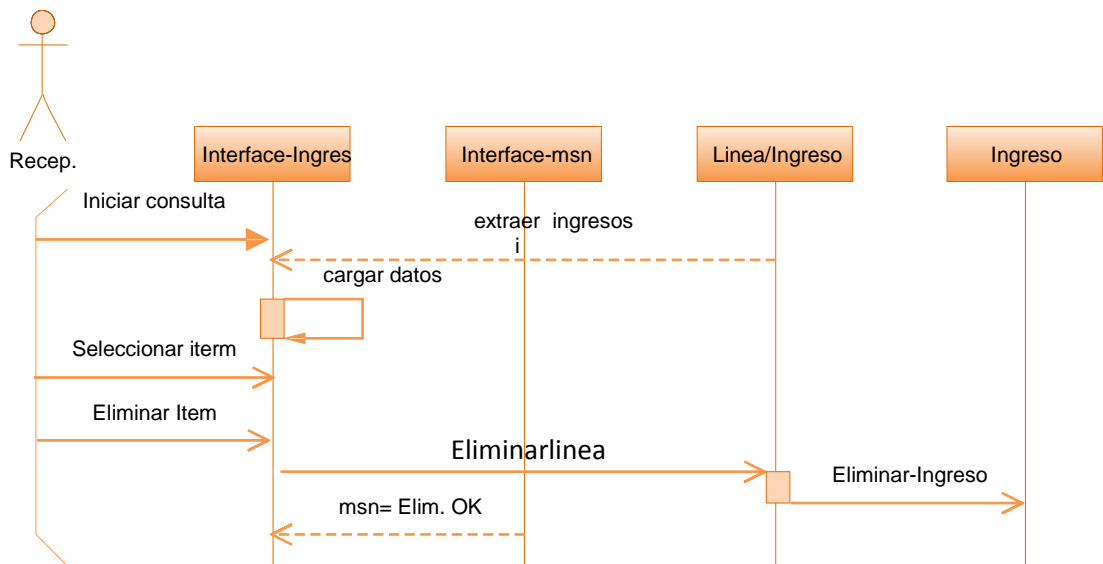 Recep.
Interface-Ingres
Interface-msn
Linea/Ingreso
Ingreso
Iniciar consulta
extraer ingresos
i
cargar datos
Seleccionar iterm
Eliminar Item
Eliminarlinea
Eliminar-Ingreso
msn= Elim. OK